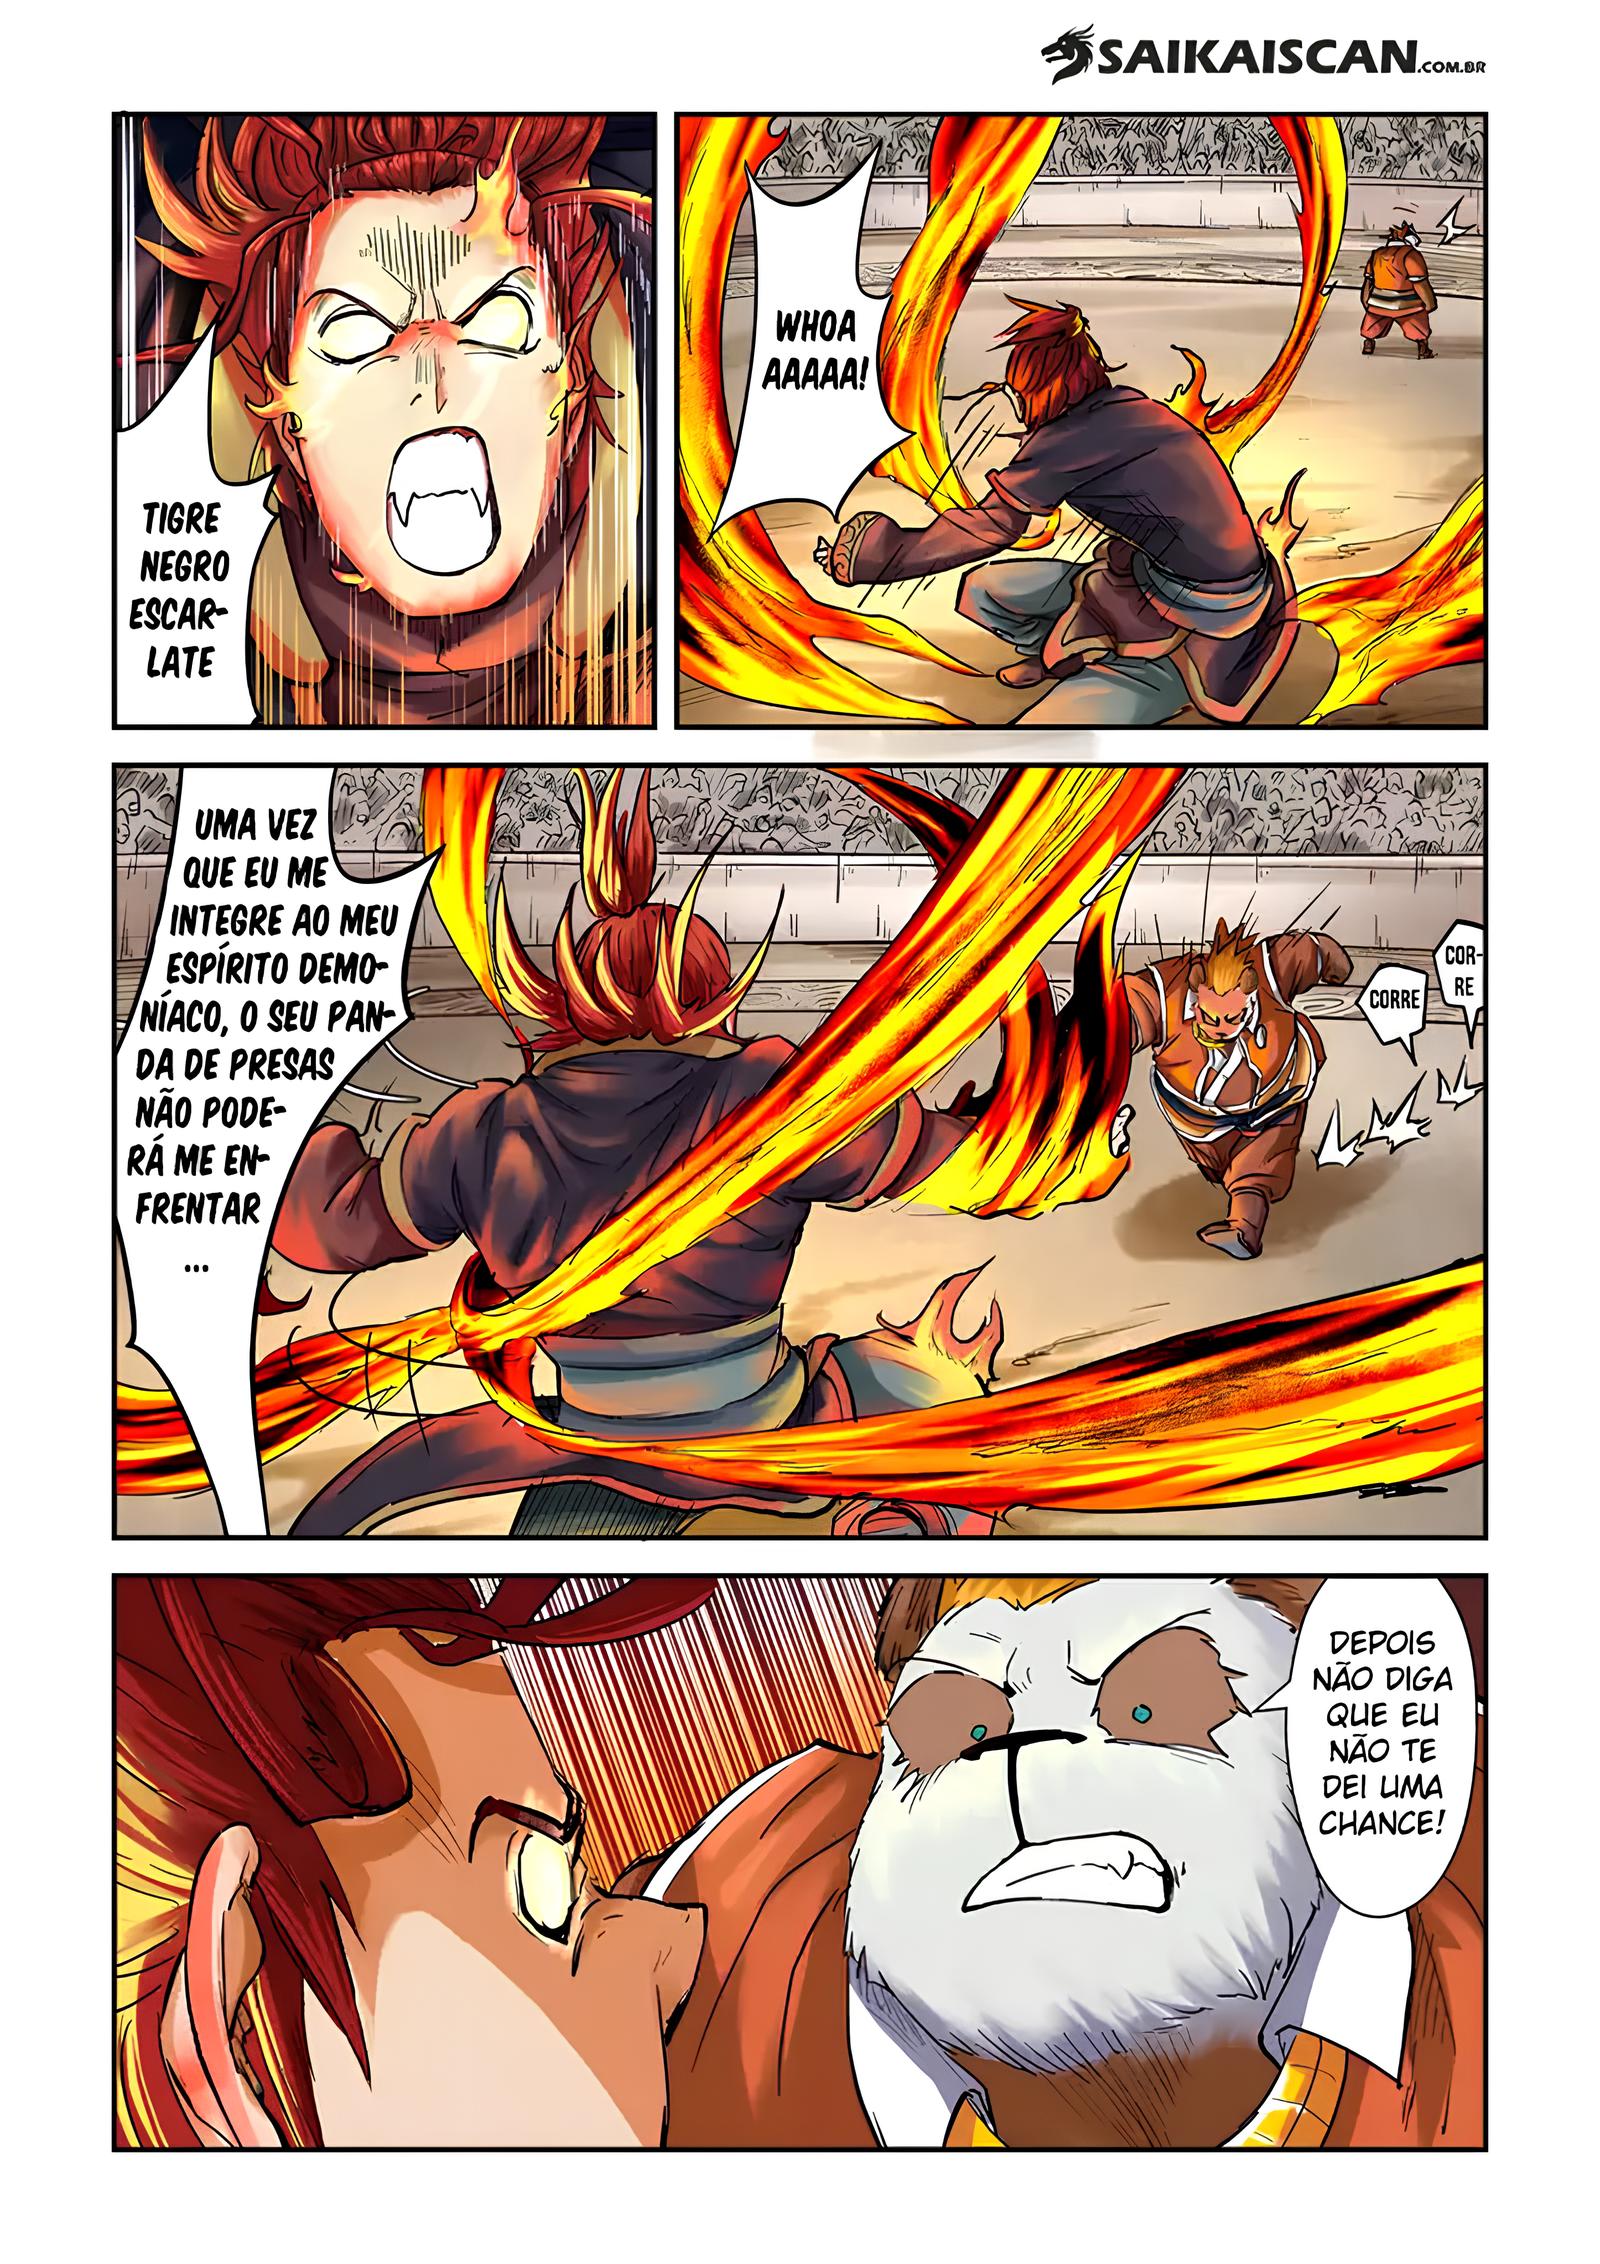 SAIKAISCAN.COM.BR
TIGRE
NEGRO
ESCAR-
LATE
WHOA
AAAAA!
UMA VEZ
QUE EU ME
INTEGRE AO MEU
ESPÍRITO DEMO-
NÍACO, O SEU PAN-
DA DE PRESAS
NÃO PODE-
RÁ ME EN-
FRENTAR
...
CORRE
COR-
RE
DEPOIS
NÃO DIGA
QUE EU
NÃO TE
DEI UMA
CHANCE!